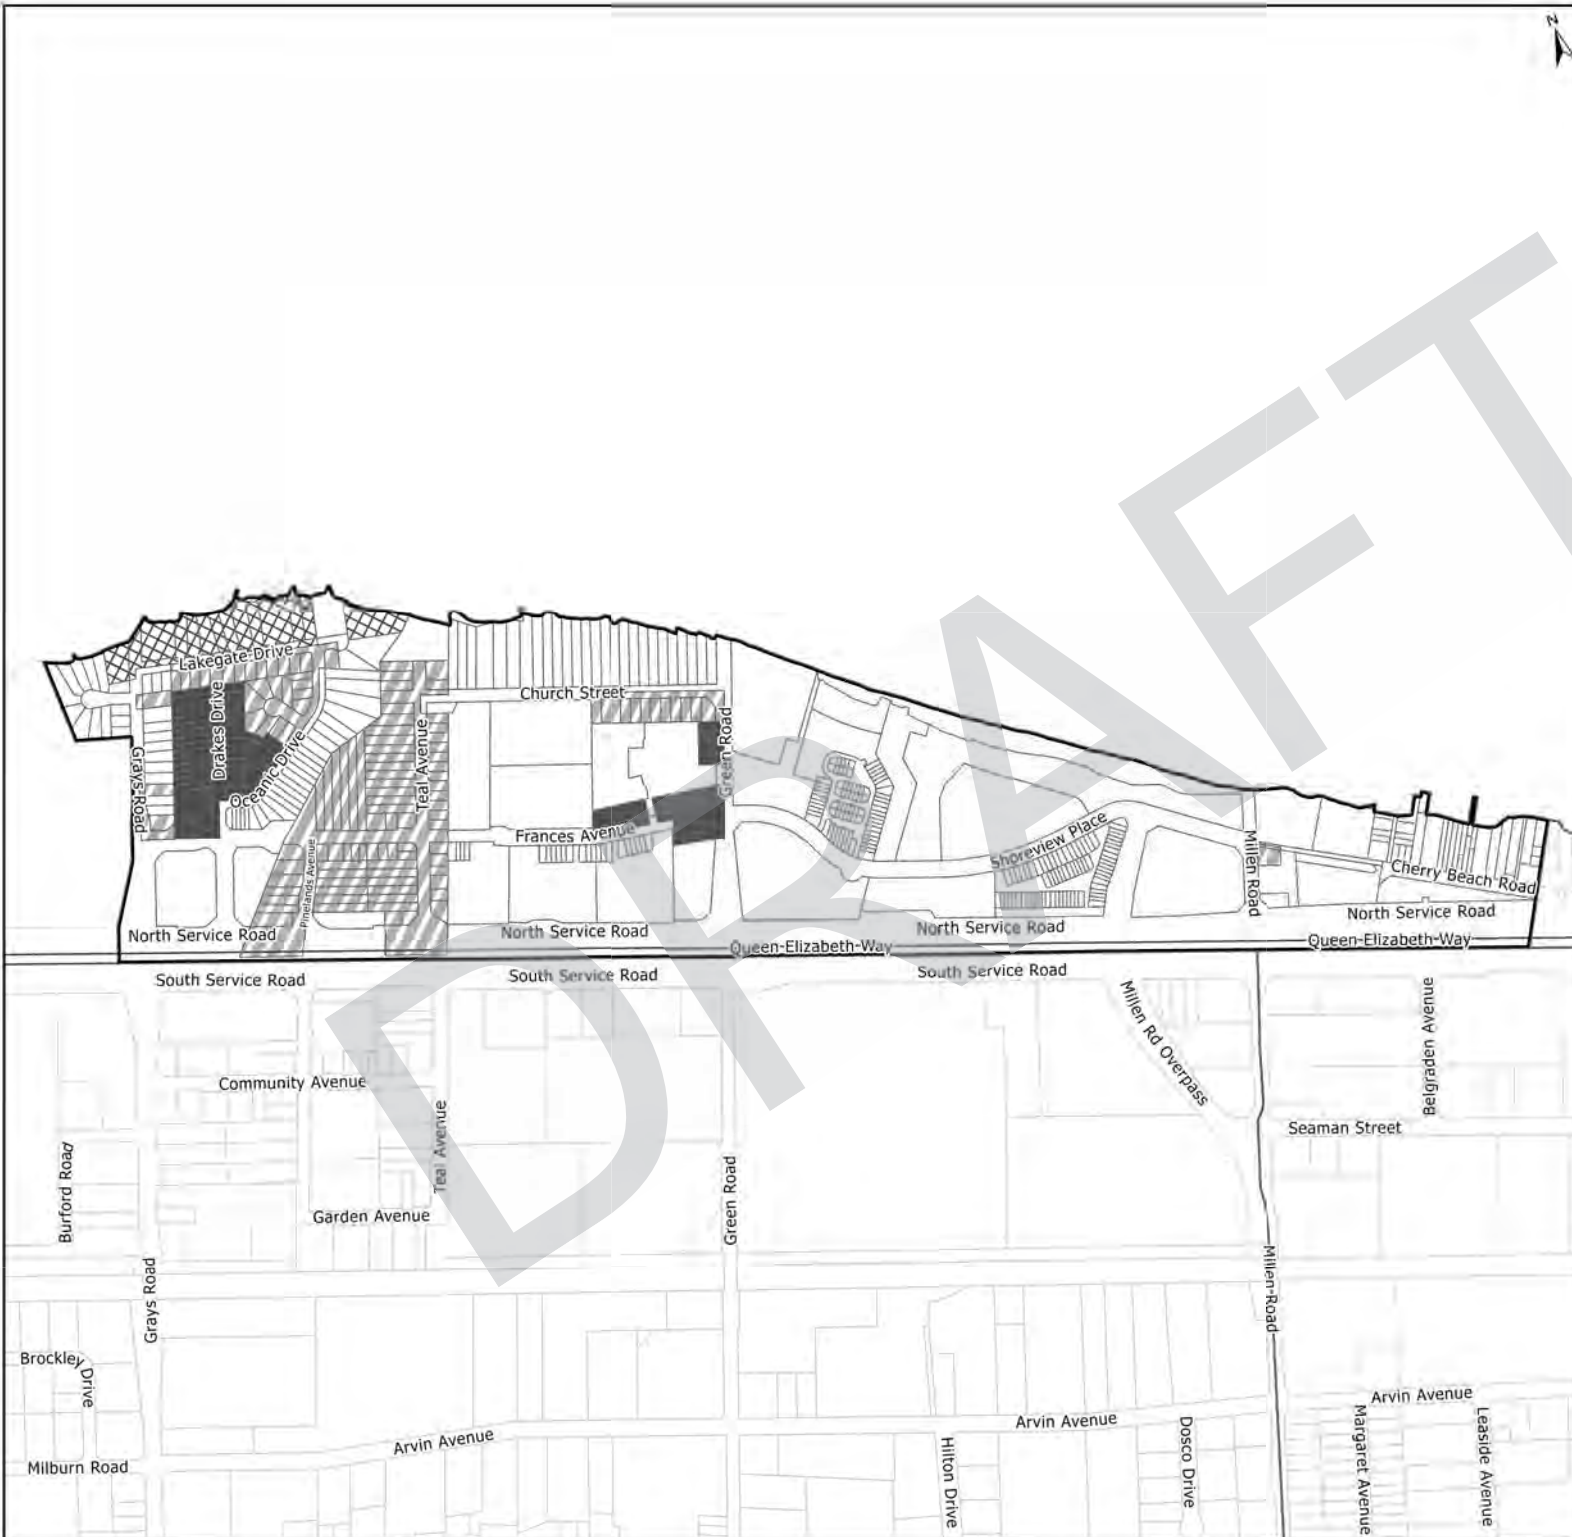 N
DRAFT
Lakegate Drive
Church Street
Drakes Drive
Oceanic Drive
Grays Road
Teal Avenue
Green Road
Frances Avenue
Pinelands Avenue
Shoreview Place
Millen Road
Cherry Beach Road
North Service Road
North Service Road
North Service Road
North Service Road
Queen Elizabeth Way
Queen Elizabeth Way
South Service Road
South Service Road
South Service Road
Millen Rd Overpass
Belgraden Avenue
Community Avenue
Teal Avenue
Seaman Street
Burford Road
Garden Avenue
Green Road
Grays Road
Millen Road
Brockley Drive
Arvin Avenue
Arvin Avenue
Arvin Avenue
Milburn Road
Hilton Drive
Dosco Drive
Margaret Avenue
Leaside Avenue